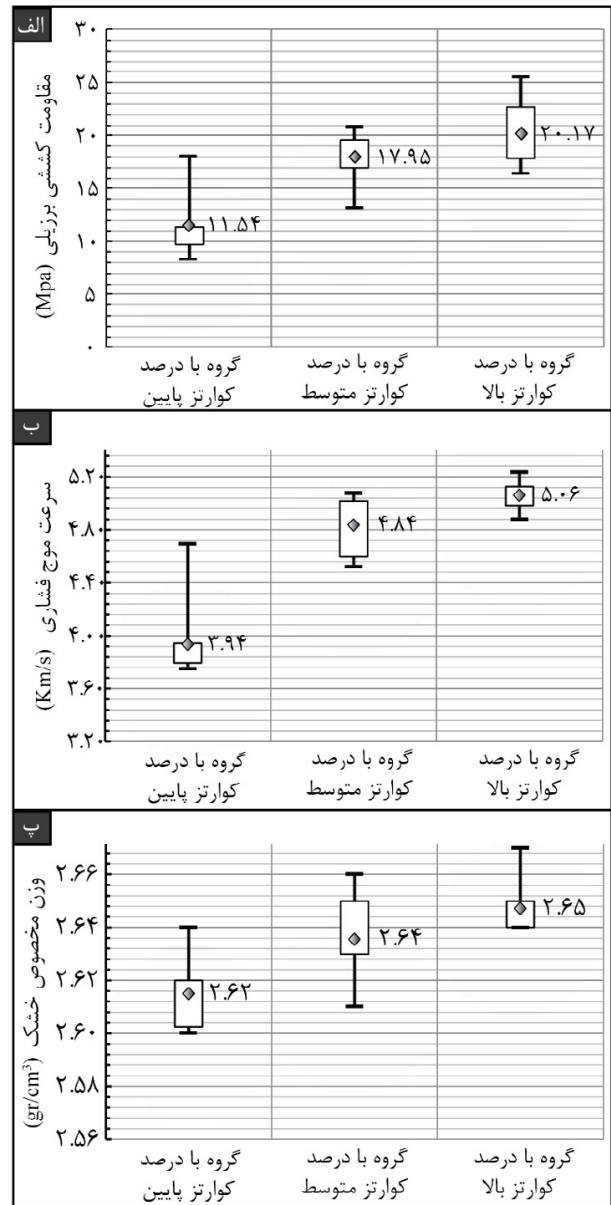 الف
مقاومت کششی برزیلی (Mpa)
۳۰
۲۵
۲۰
۱۵
۱۰
۵
۰
۱۱.۵۴
۱۷.۹۵
۲۰.۱۷
گروه با درصد
کوارتز پایین
گروه با درصد
کوارتز متوسط
گروه با درصد
کوارتز بالا
ب
سرعت موج فشاری (Km/s)
۵.۲۰
۴.۸۰
۴.۴۰
۴.۰۰
۳.۶۰
۳.۲۰
۳.۹۴
۴.۸۴
۵.۰۶
گروه با درصد
کوارتز پایین
گروه با درصد
کوارتز متوسط
گروه با درصد
کوارتز بالا
پ
وزن مخصوص خشک (gr/cm³)
۲.۶۶
۲.۶۴
۲.۶۲
۲.۶۰
۲.۵۸
۲.۵۶
۲.۶۲
۲.۶۴
۲.۶۵
گروه با درصد
کوارتز پایین
گروه با درصد
کوارتز متوسط
گروه با درصد
کوارتز بالا